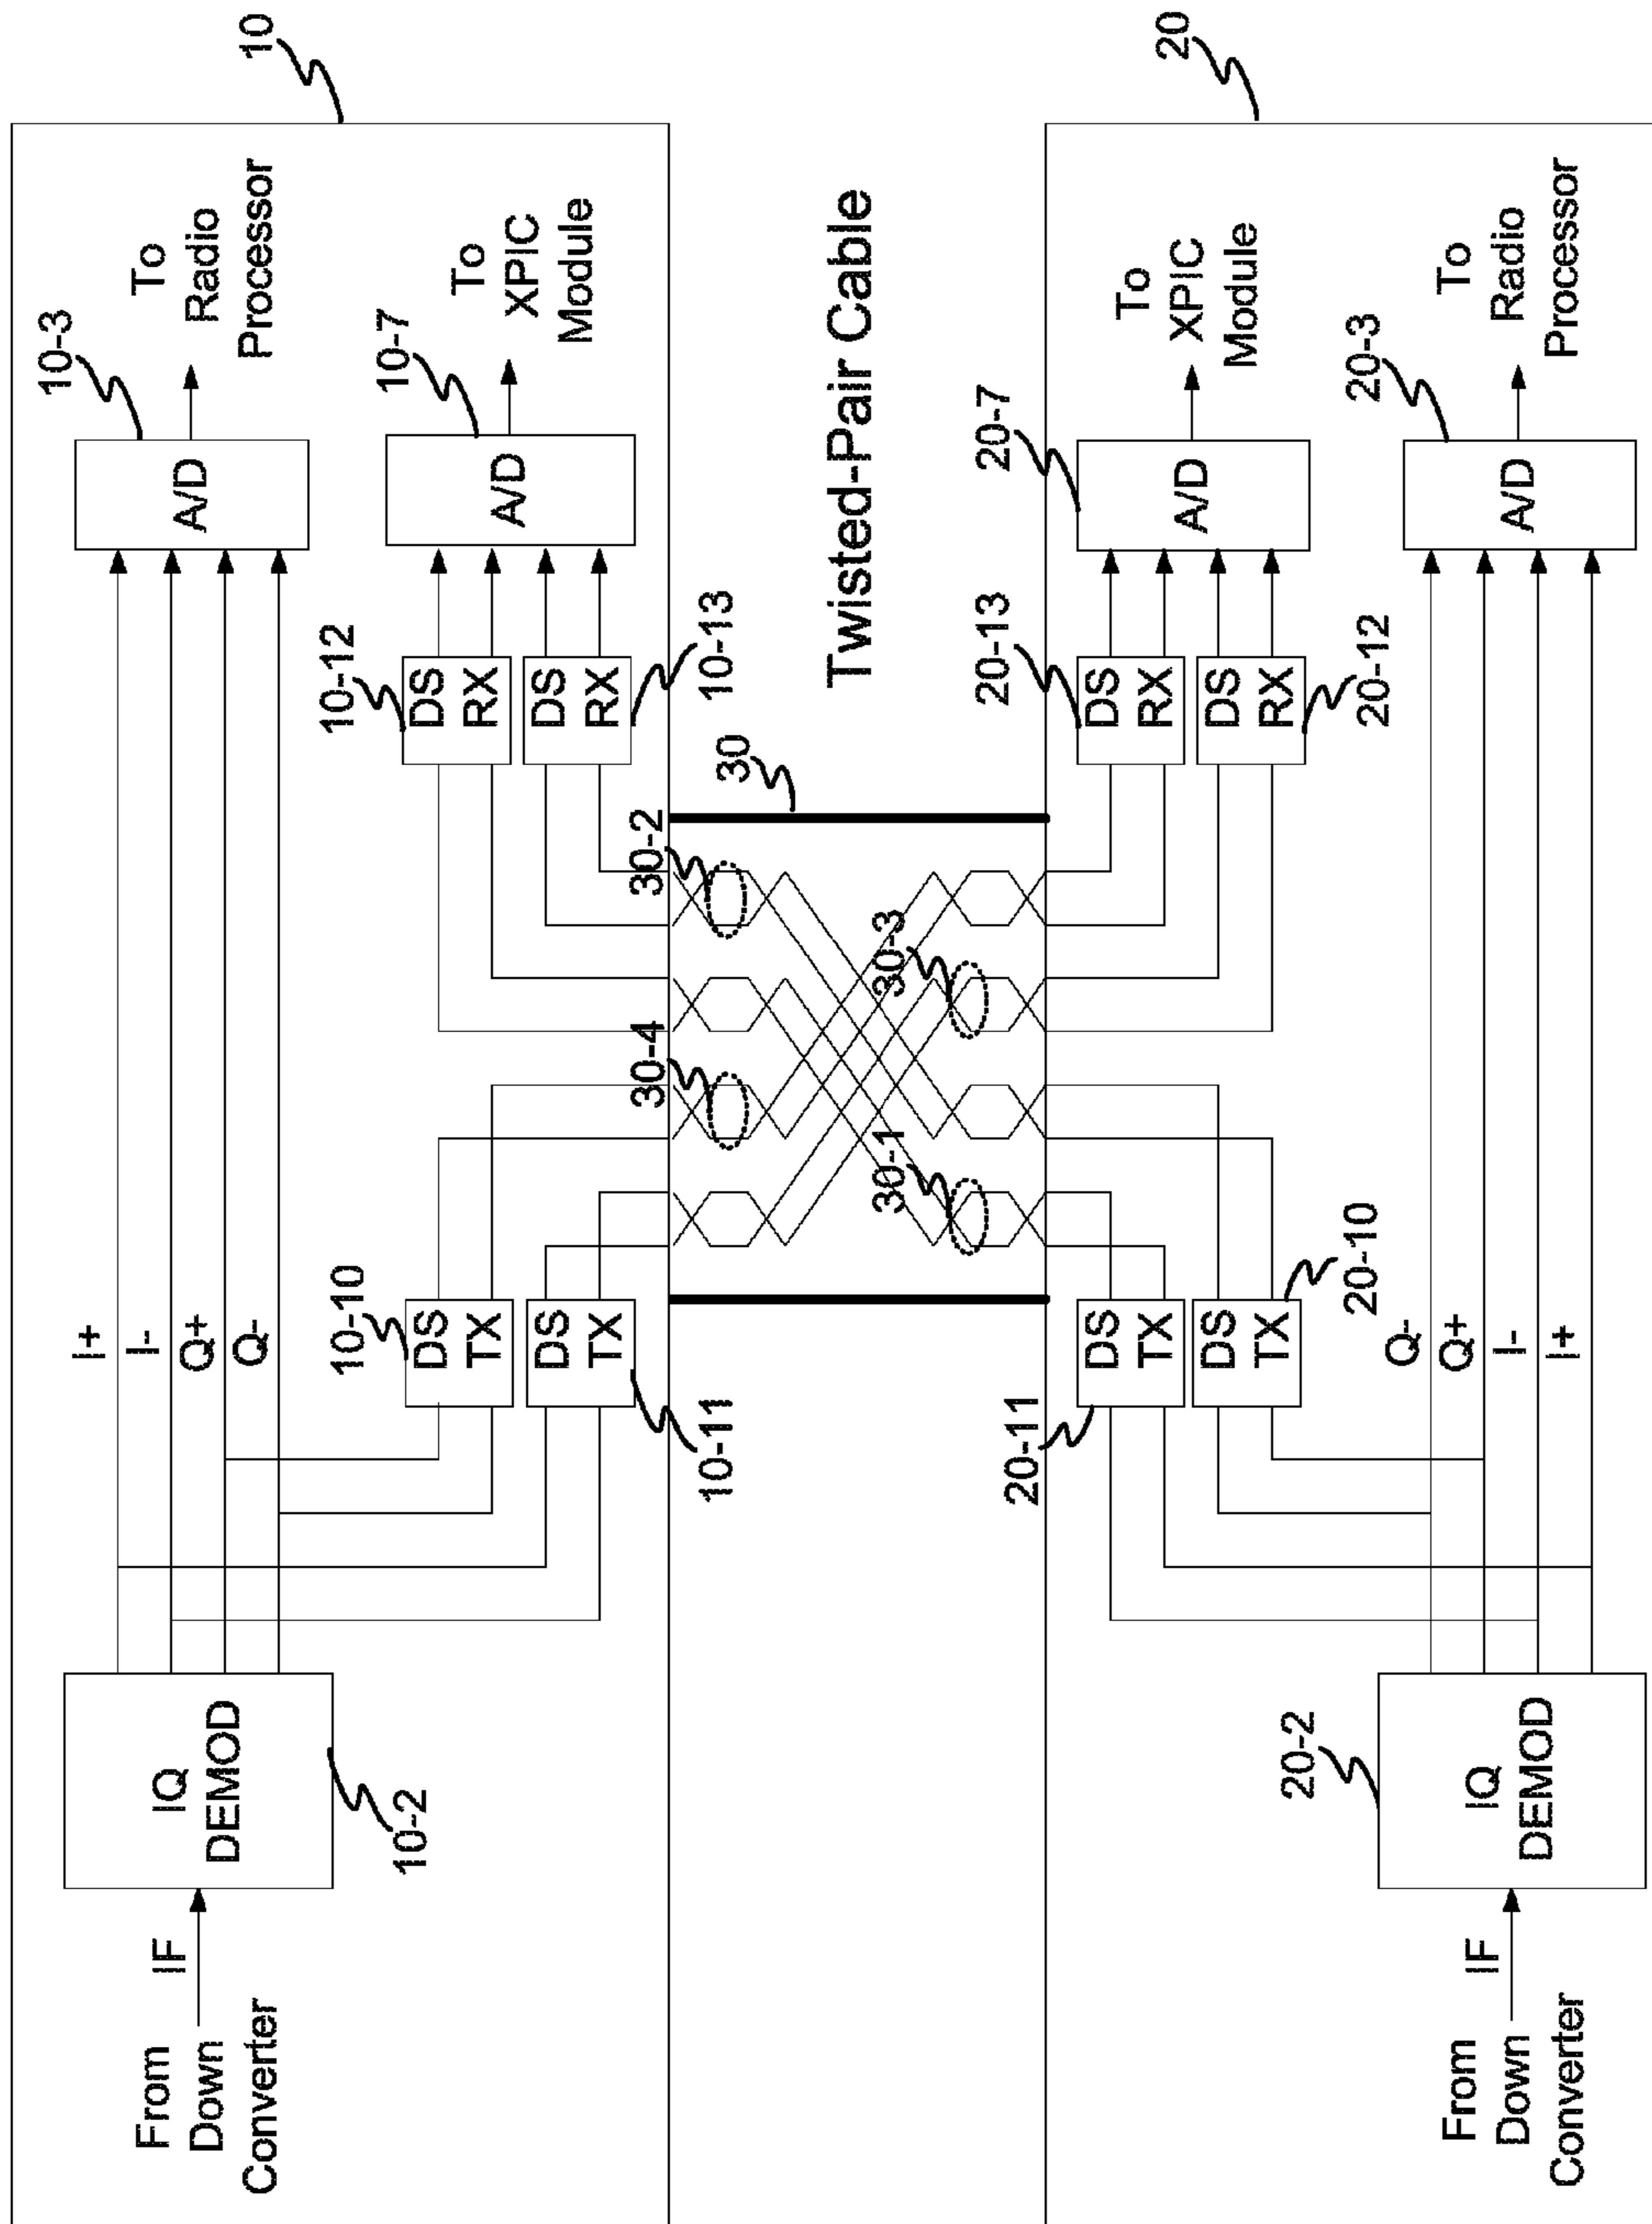 10
From
Down
Converter
IF
IQ
DEMOD
10-2
I+
I-
Q+
Q-
10-10
DS
TX
DS
TX
10-11
10-12
DS
RX
DS
RX
10-13
10-3
A/D
To
Radio
Processor
10-7
A/D
To
XPIC
Module
30-4
30-2
30
30-1
30-3
Twisted-Pair Cable
20
20-11
DS
TX
DS
TX
20-10
20-13
DS
RX
DS
RX
20-12
20-7
A/D
To
XPIC
Module
From
Down
Converter
IF
20-2
IQ
DEMOD
Q-
Q+
I-
I+
20-3
A/D
To
Radio
Processor